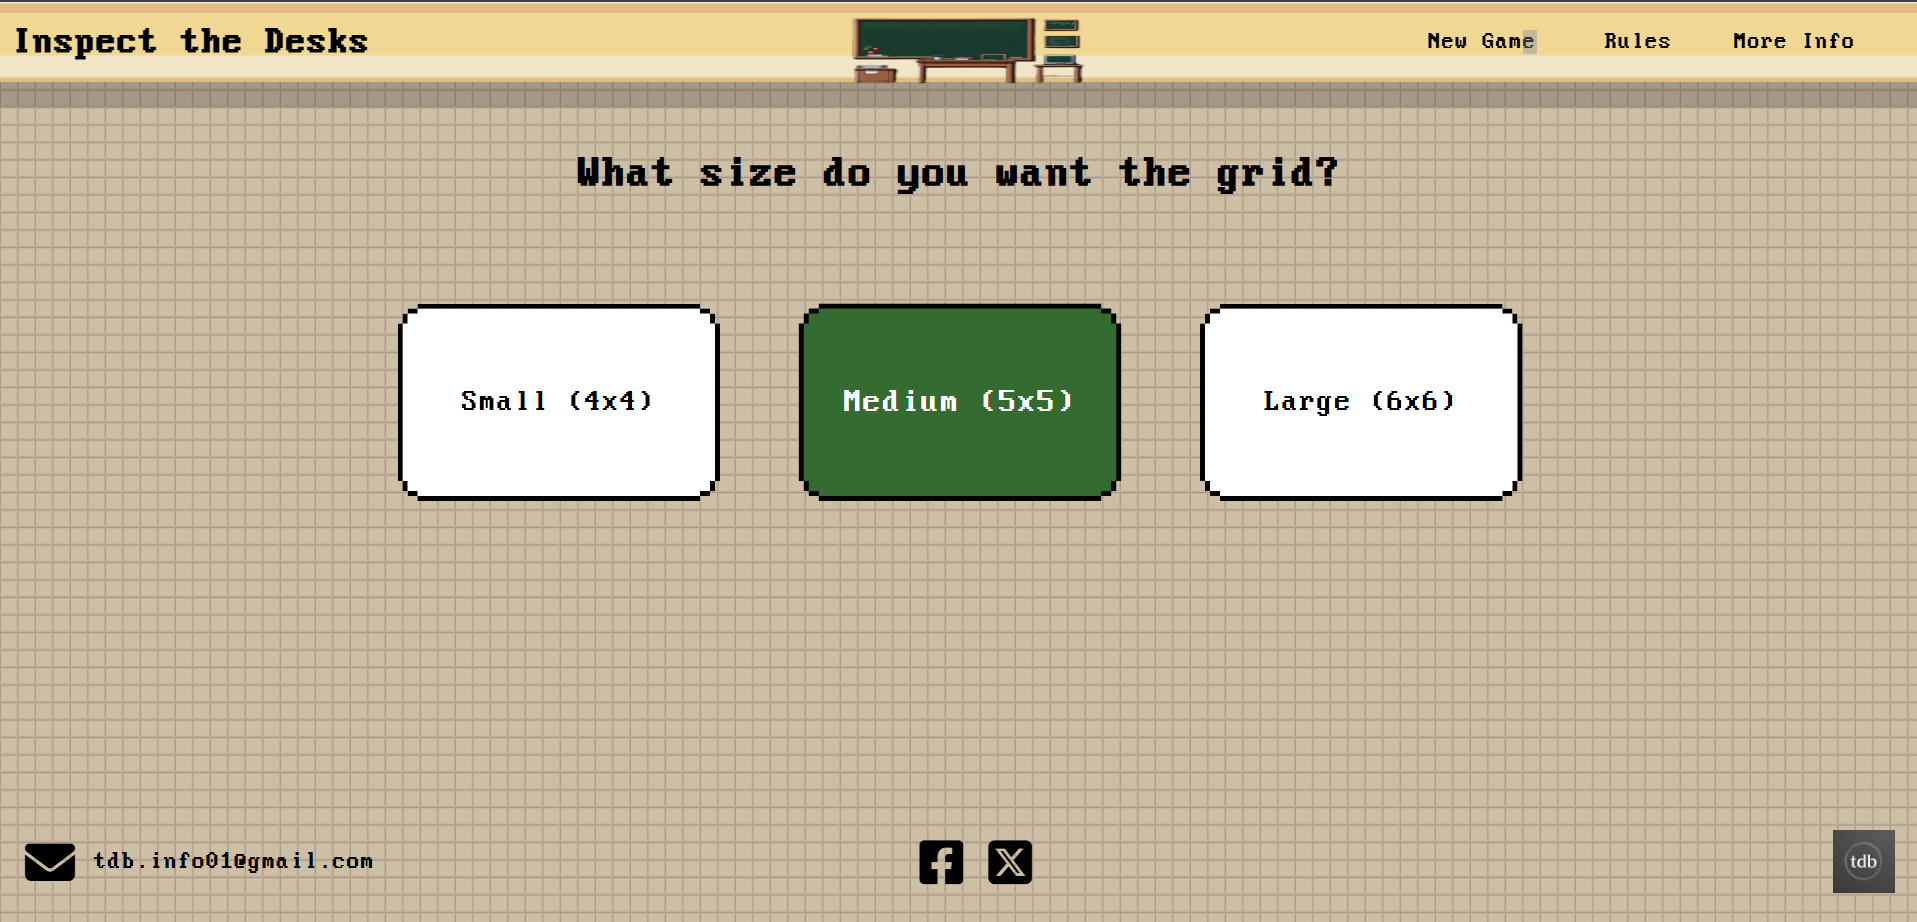 Inspect the Desks
New Game
Rules
More Info
What size do you want the grid?
Small (4x4)
Medium (5x5)
Large (6x6)
tdb.info01@gmail.com
tdb